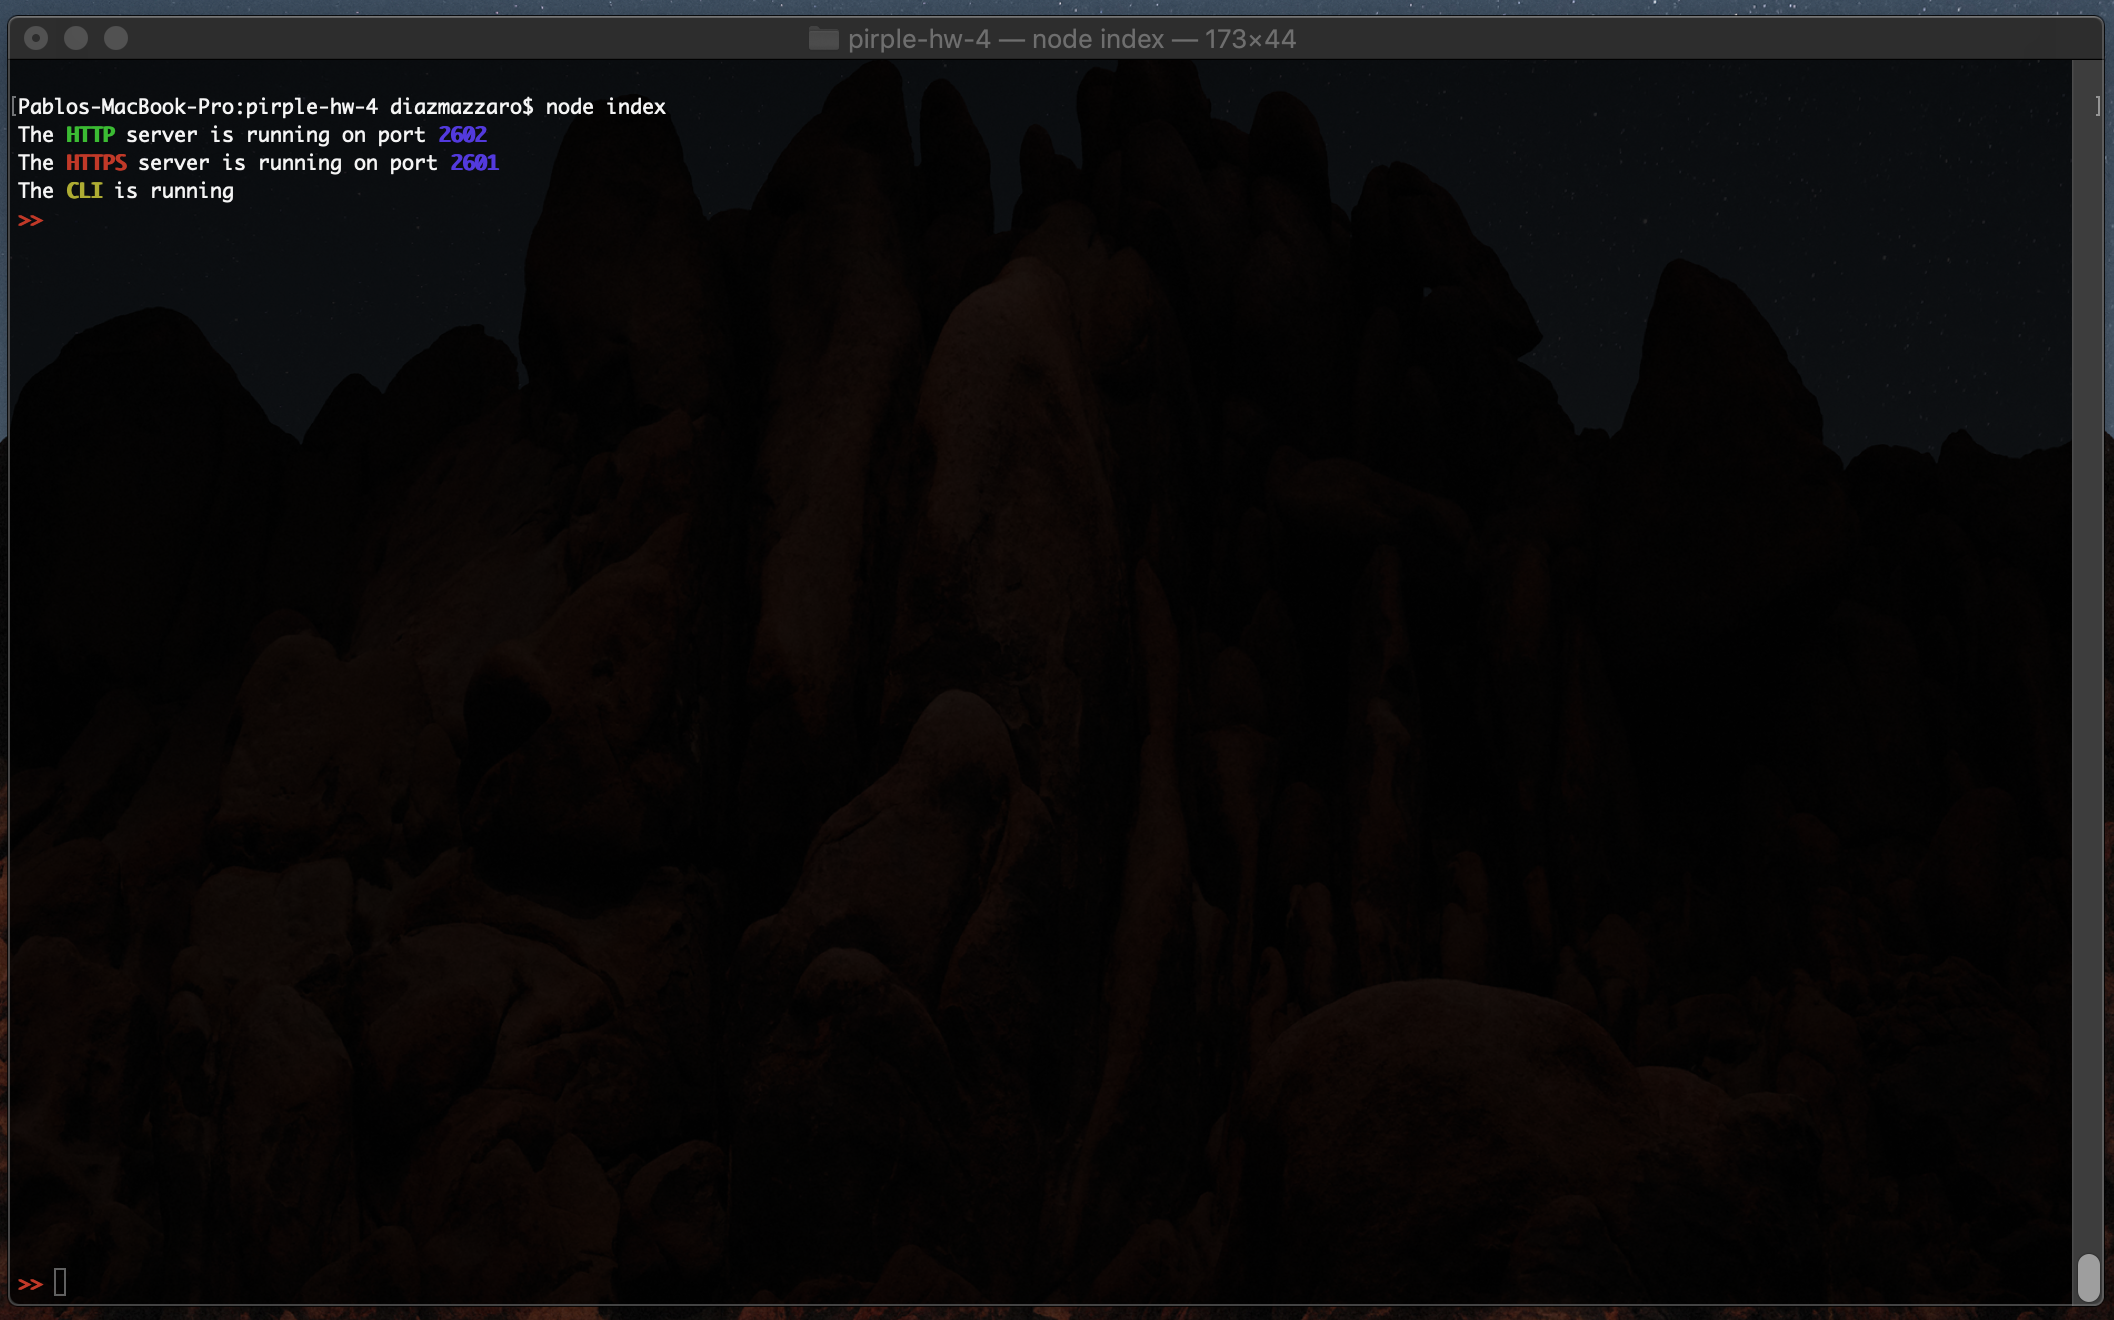 pirple-hw-4 — node index — 173×44
[Pablos-MacBook-Pro:pirple-hw-4 diazmazzaro$ node index ]
The HTTP server is running on port 2602
The HTTPS server is running on port 2601
The CLI is running
>>
>>